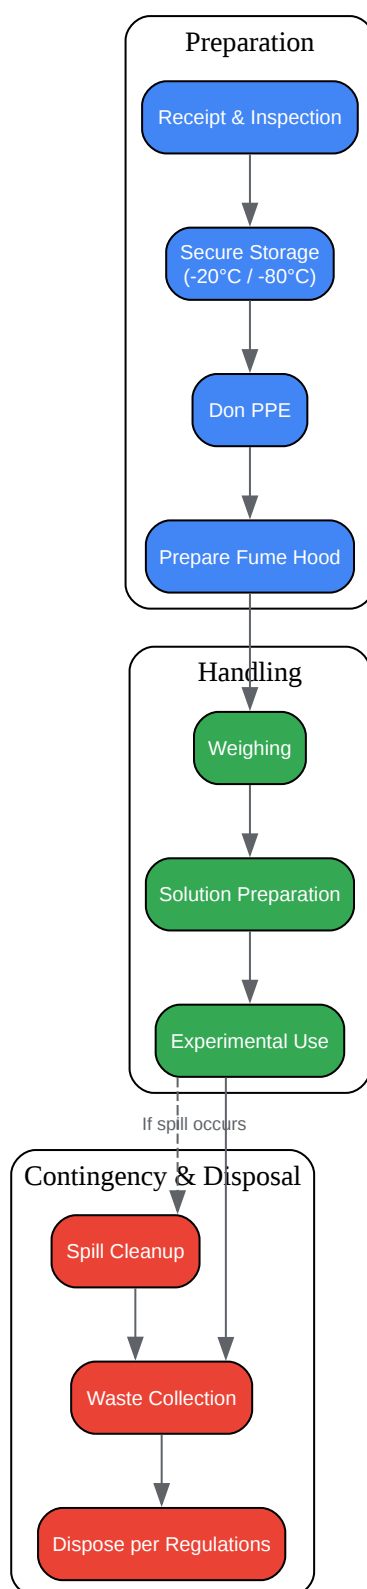 Preparation
Receipt & Inspection
Secure Storage
(-20°C / -80°C)
Don PPE
Prepare Fume Hood
Handling
Weighing
Solution Preparation
Experimental Use
If spill occurs
Contingency & Disposal
Spill Cleanup
Waste Collection
Dispose per Regulations